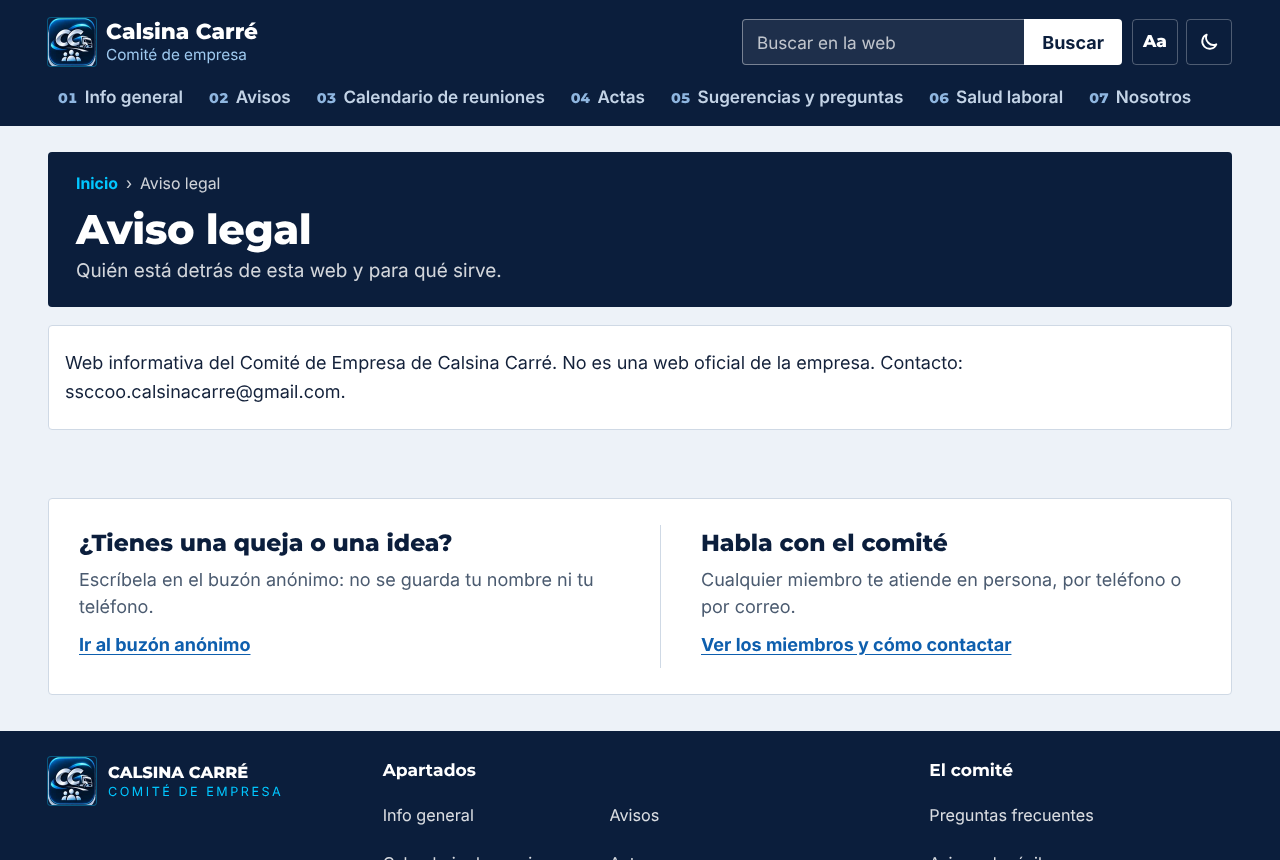 Calsina Carré
Comité de empresa
Buscar en la web
Buscar
Aa
01 Info general
02 Avisos
03 Calendario de reuniones
04 Actas
05 Sugerencias y preguntas
06 Salud laboral
07 Nosotros
Inicio › Aviso legal
Aviso legal
Quién está detrás de esta web y para qué sirve.
Web informativa del Comité de Empresa de Calsina Carré. No es una web oficial de la empresa. Contacto:
ssccoo.calsinacarre@gmail.com.
¿Tienes una queja o una idea?
Escríbela en el buzón anónimo: no se guarda tu nombre ni tu
teléfono.
Ir al buzón anónimo
Habla con el comité
Cualquier miembro te atiende en persona, por teléfono o
por correo.
Ver los miembros y cómo contactar
CALSINA CARRÉ
COMITÉ DE EMPRESA
Apartados
Info general
Avisos
El comité
Preguntas frecuentes